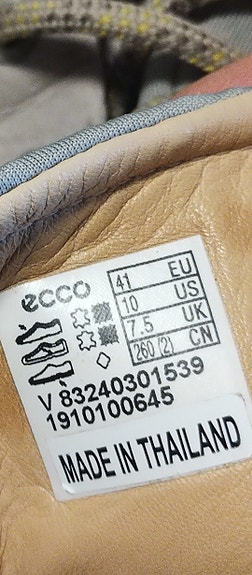 ecco
41 EU
10 US
7.5 UK
260 (2) CN
V 83240301539
1910100645
MADE IN THAILAND